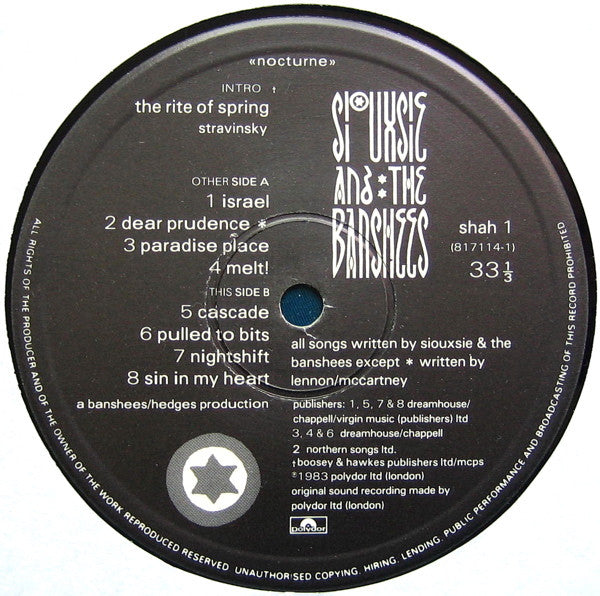 «nocturne»
INTRO †
the rite of spring
stravinsky
SIOUXSIE
AND THE
BANSHEES
OTHER SIDE A
1 israel
2 dear prudence *
3 paradise place
4 melt!
THIS SIDE B
5 cascade
6 pulled to bits
7 nightshift
8 sin in my heart
a banshees/hedges production
shah 1
(817114-1)
33 1/3
all songs written by siouxsie & the
banshees except * written by
lennon/mccartney
publishers: 1, 5, 7 & 8 dreamhouse/
chappell/virgin music (publishers) ltd
3, 4 & 6 dreamhouse/chappell
2 northern songs ltd.
†boosey & hawkes publishers ltd/mcps
℗1983 polydor ltd (london)
original sound recording made by
polydor ltd (london)
polydor
ALL RIGHTS OF THE PRODUCER AND OF THE OWNER OF THE WORK REPRODUCED RESERVED UNAUTHORISED COPYING, HIRING, LENDING, PUBLIC PERFORMANCE AND BROADCASTING OF THIS RECORD PROHIBITED